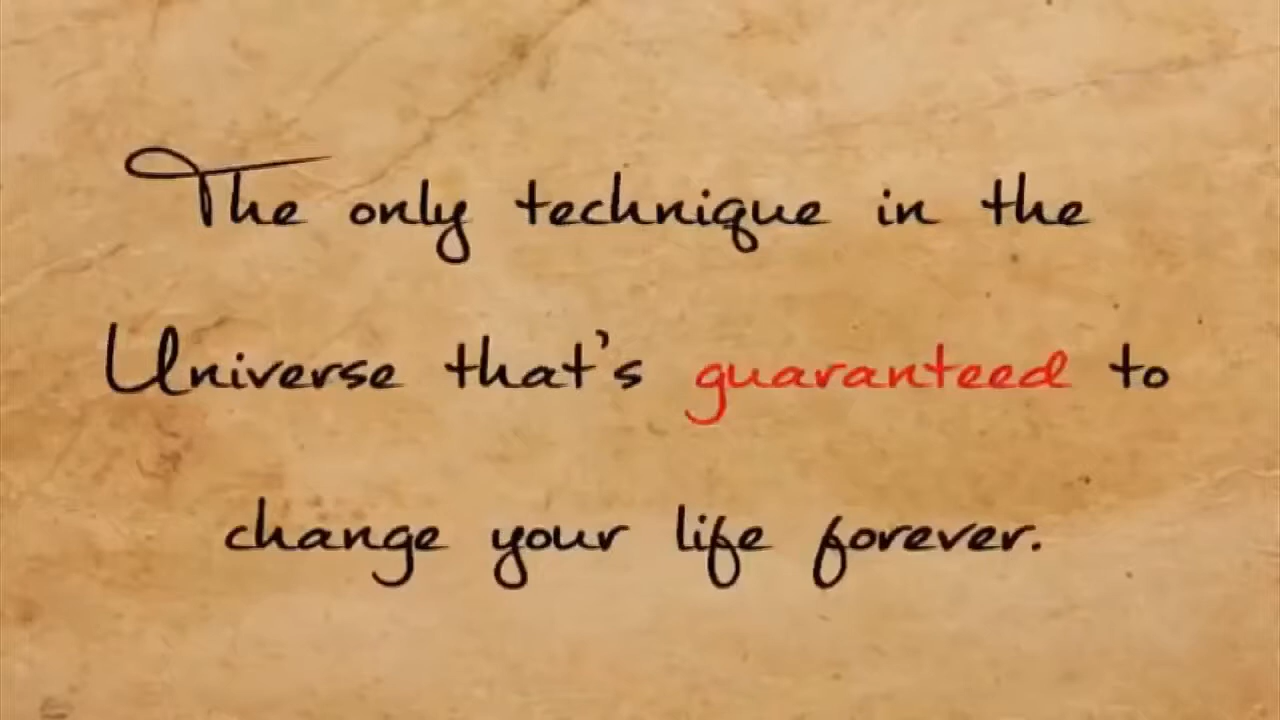 The only technique in the
Universe that's guaranteed to
change your life forever.